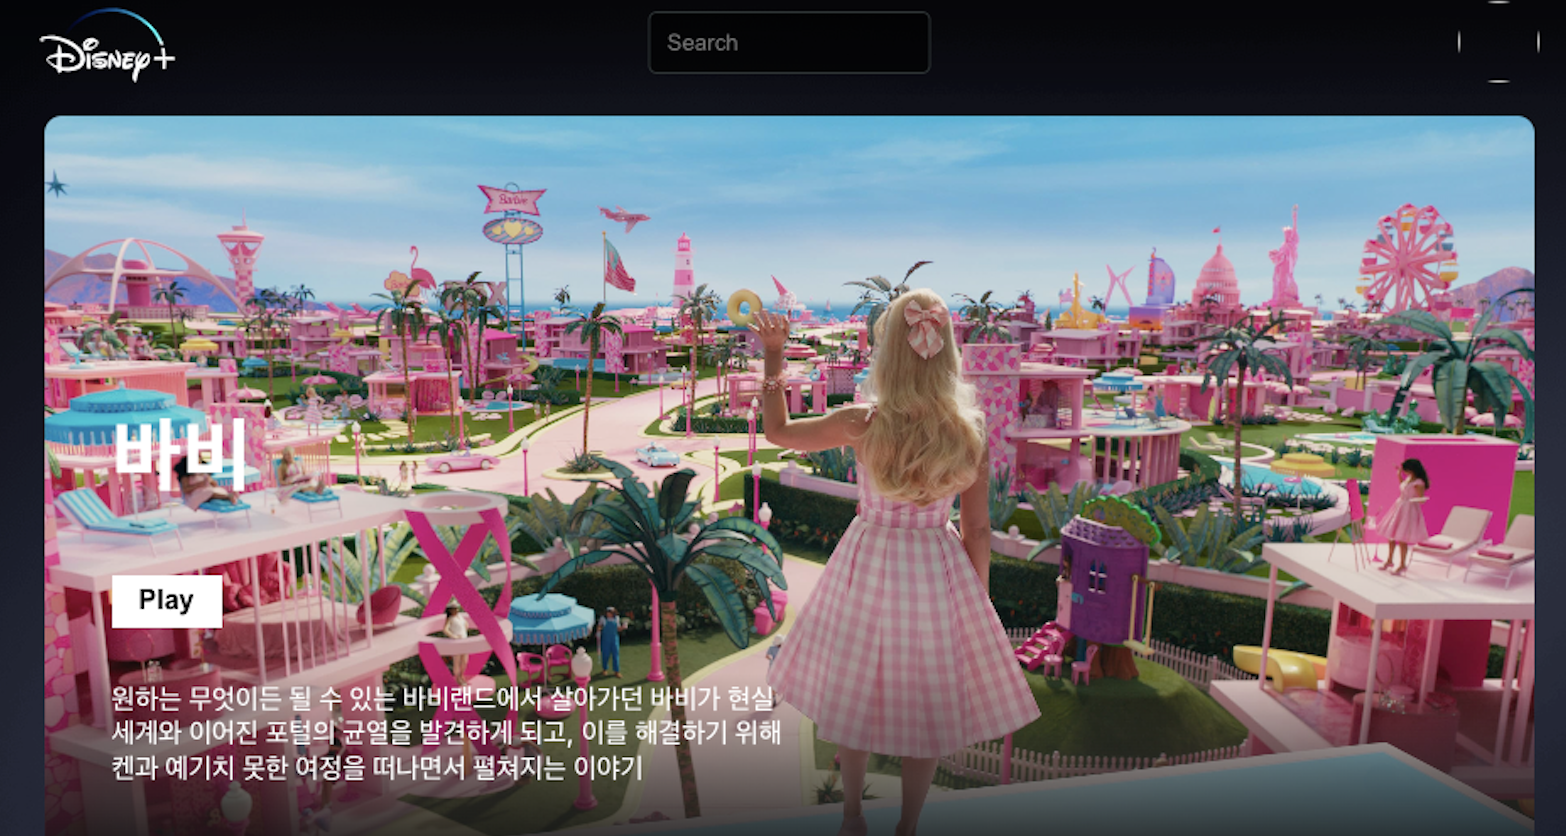 Disney+
Search
Barbie
바비
Play
원하는 무엇이든 될 수 있는 바비랜드에서 살아가던 바비가 현실
세계와 이어진 포털의 균열을 발견하게 되고, 이를 해결하기 위해
켄과 예기치 못한 여정을 떠나면서 펼쳐지는 이야기